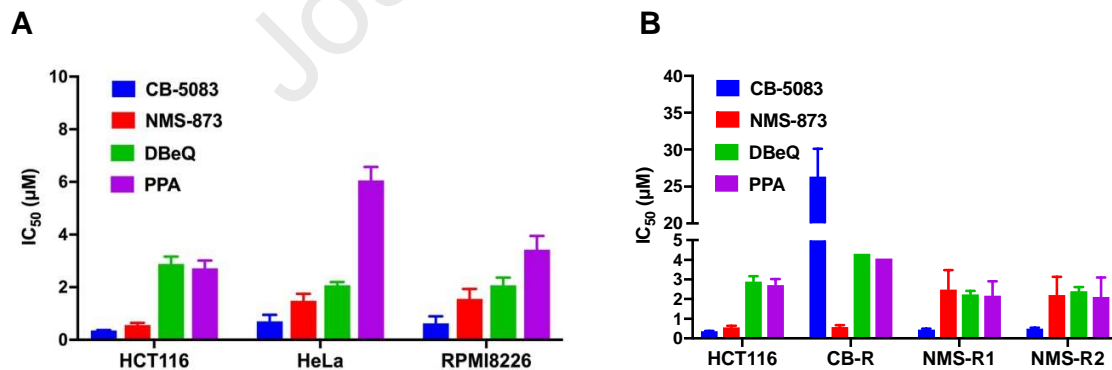 Jo
A
B
10
8
6
4
2
0
IC50 (μM)
CB-5083
NMS-873
DBeQ
PPA
HCT116
HeLa
RPMI8226
40
35
30
25
20
5
4
3
2
1
0
IC50 (μM)
CB-5083
NMS-873
DBeQ
PPA
HCT116
CB-R
NMS-R1
NMS-R2